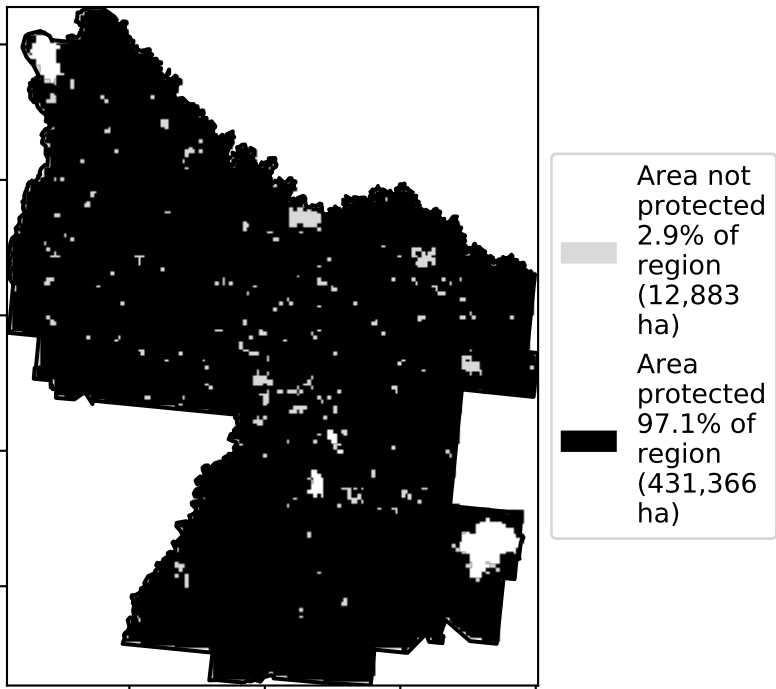 Area not
protected
2.9% of
region
(12,883
ha)
Area
protected
97.1% of
region
(431,366
ha)